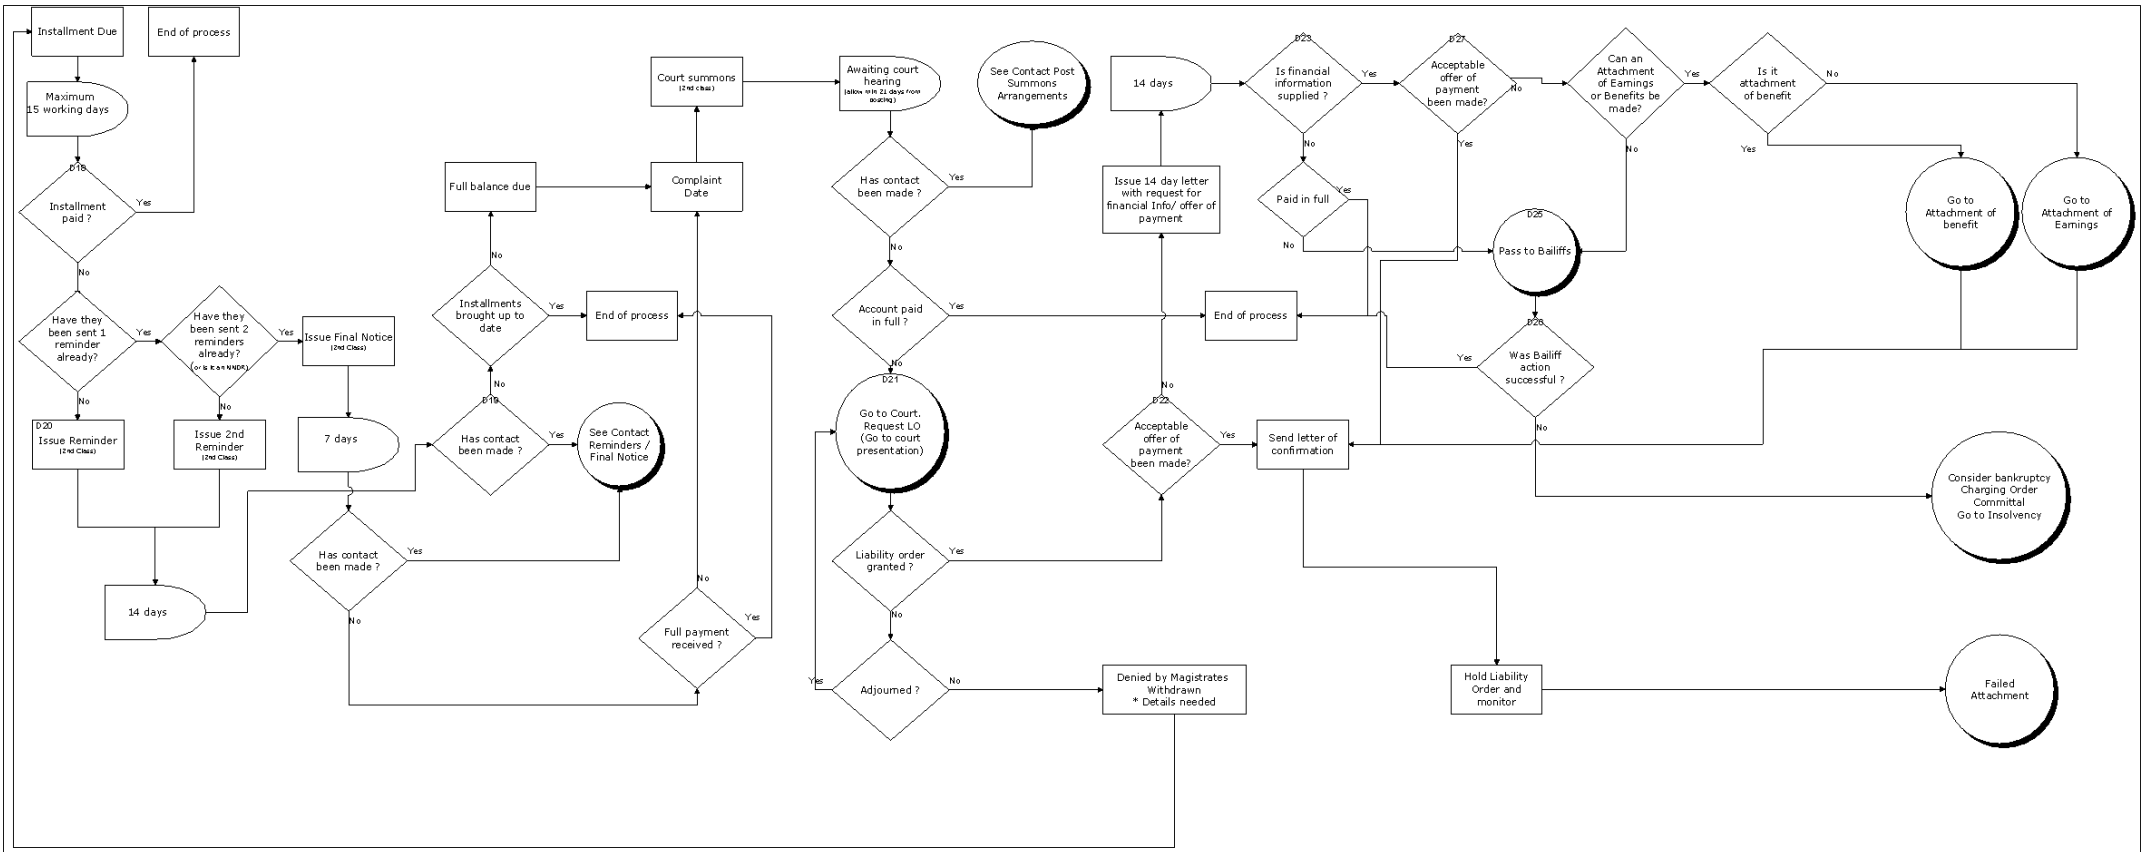 Installment Due
End of process
Maximum
15 working days
D18
Installment
paid ?
Yes
No
Have they
been sent 1
reminder
already?
Yes
No
Have they
been sent 2
reminders
already?
(or is it an NNDR)
Yes
No
Issue Final Notice
(2nd Class)
D20
Issue Reminder
(2nd Class)
Issue 2nd
Reminder
(2nd Class)
14 days
7 days
Has contact
been made ?
Yes
No
D19
Has contact
been made ?
Yes
No
See Contact
Reminders /
Final Notice
Installments
brought up to
date
Yes
No
End of process
Full balance due
Complaint
Date
Court summons
(2nd class)
Full payment
received ?
Yes
No
Awaiting court
hearing
(allow min 21 days from
posting)
See Contact Post
Summons
Arrangements
Has contact
been made ?
Yes
No
Account paid
in full ?
Yes
No
D21
Go to Court.
Request LO
(Go to court
presentation)
Liability order
granted ?
Yes
No
Adjourned ?
Yes
No
Denied by Magistrates
Withdrawn
* Details needed
D22
Acceptable
offer of
payment
been made?
Yes
No
Issue 14 day letter
with request for
financial Info/ offer of
payment
14 days
D23
Is financial
information
supplied ?
Yes
No
Paid in full
Yes
No
End of process
Send letter of
confirmation
D27
Acceptable
offer of
payment
been made?
No
Yes
Can an
Attachment
of Earnings
or Benefits be
made?
Yes
No
Is it
attachment
of benefit
No
Yes
Go to
Attachment of
benefit
Go to
Attachment of
Earnings
D25
Pass to Bailiffs
Was Bailiff
action
successful ?
Yes
No
Consider bankruptcy
Charging Order
Committal
Go to Insolvency
Hold Liability
Order and
monitor
Failed
Attachment